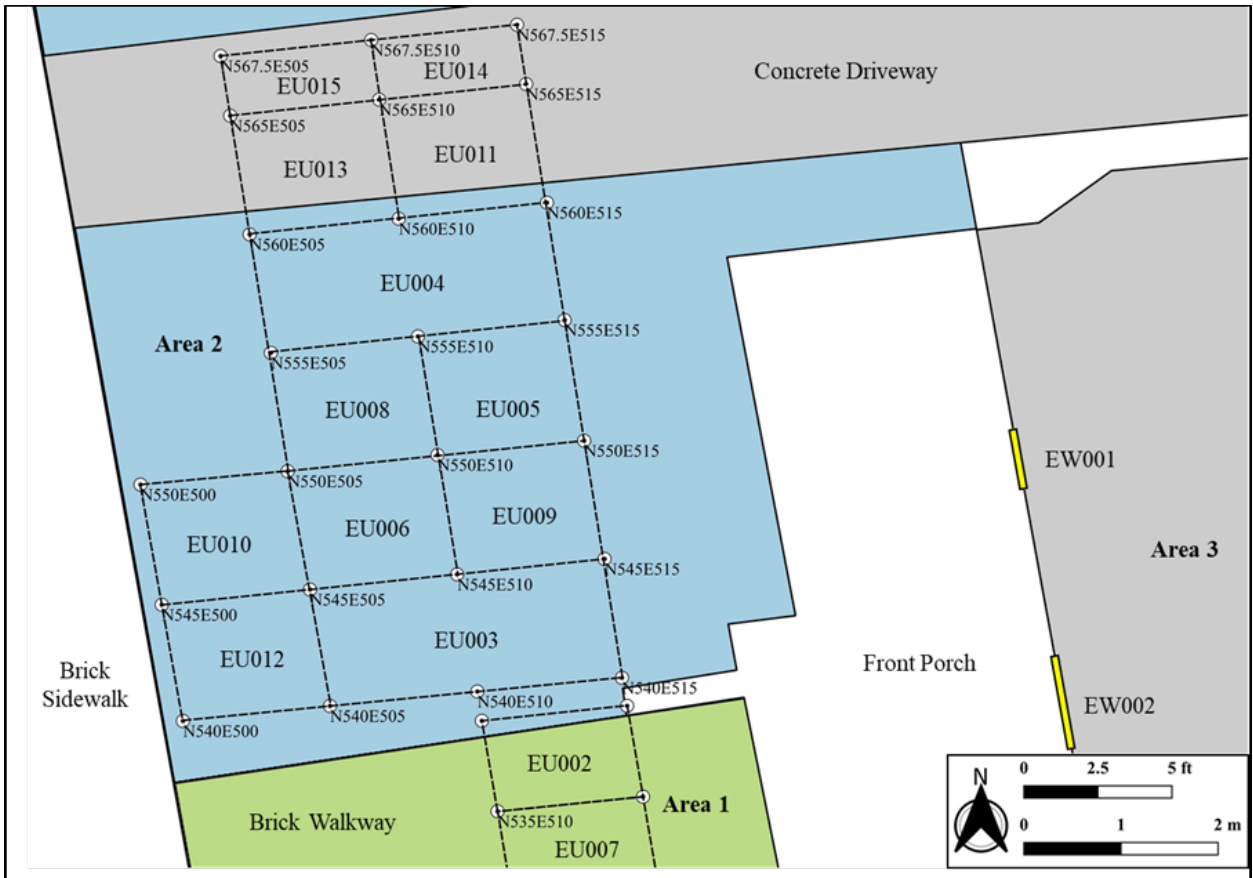 N567.5E505
N567.5E510
N567.5E515
EU015
EU014
Concrete Driveway
N565E505
N565E510
N565E515
EU013
EU011
N560E505
N560E510
N560E515
EU004
Area 2
N555E505
N555E510
N555E515
EU008
EU005
N550E500
N550E505
N550E510
N550E515
EW001
EU010
EU006
EU009
Area 3
N545E500
N545E505
N545E510
N545E515
EU012
EU003
Front Porch
Brick
Sidewalk
N540E500
N540E505
N540E510
N540E515
EW002
EU002
Area 1
Brick Walkway
N535E510
EU007
N
0 2.5 5 ft
0 1 2 m